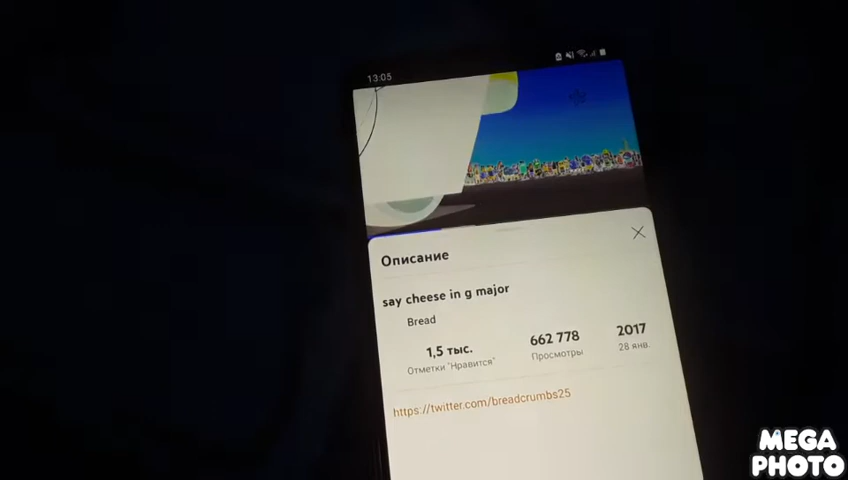 13:05
Описание
say cheese in g major
Bread
1,5 тыс.
Отметки "Нравится"
662 778
Просмотры
2017
28 янв.
https://twitter.com/breadcrumbs25
MEGA
PHOTO